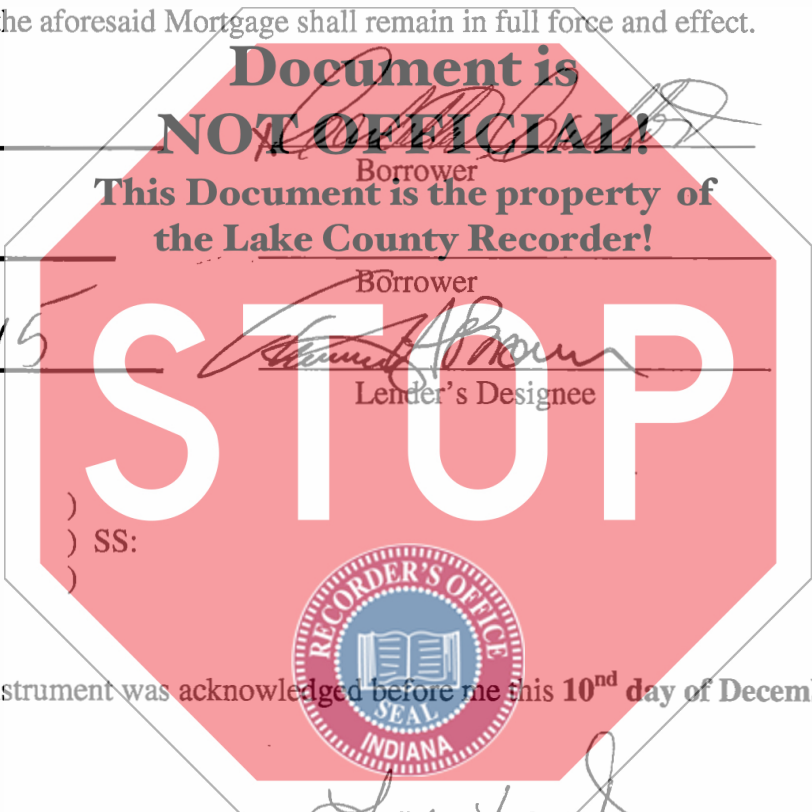 the aforesaid Mortgage shall remain in full force and effect.
Document is
NOT OFFICIAL!
Borrower
This Document is the property of
the Lake County Recorder!
Borrower
15
STOP
Lender's Designee
)
) SS:
)
RECORDER'S OFFICE
SEAL
INDIANA
strument was acknowledged before me this 10nd day of Decem